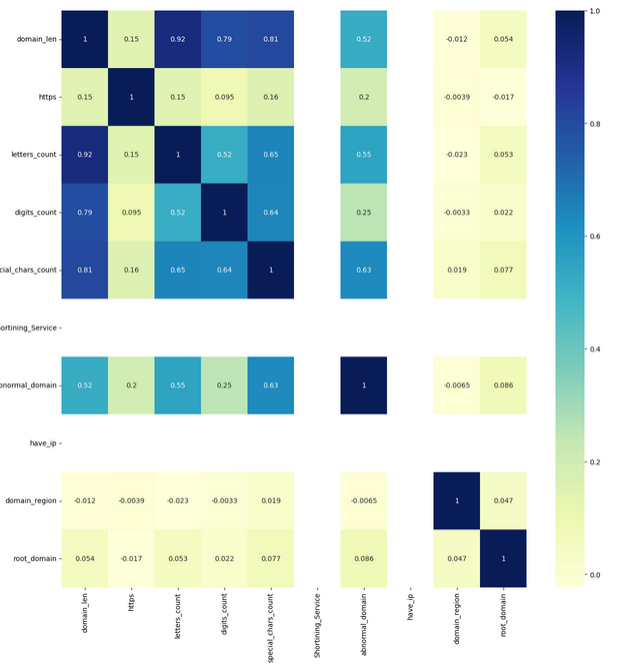 domain_len - 1 0.15 0.92 0.79 0.81 0.52 -0.012 0.054
https - 0.15 1 0.15 0.095 0.16 0.2 -0.0039 -0.017
letters_count - 0.92 0.15 1 0.52 0.65 0.55 -0.023 0.053
digits_count - 0.79 0.095 0.52 1 0.64 0.25 -0.0033 0.022
cial_chars_count - 0.81 0.16 0.65 0.64 1 0.63 0.019 0.077
ortining_Service -
bnormal_domain - 0.52 0.2 0.55 0.25 0.63 1 -0.0065 0.086
have_ip -
domain_region - -0.012 -0.0039 -0.023 -0.0033 0.019 -0.0065 1 0.047
root_domain - 0.054 -0.017 0.053 0.022 0.077 0.086 0.047 1
domain_len
https
letters_count
digits_count
special_chars_count
Shortining_Service
abnormal_domain
have_ip
domain_region
root_domain
1.0
0.8
0.6
0.4
0.2
0.0